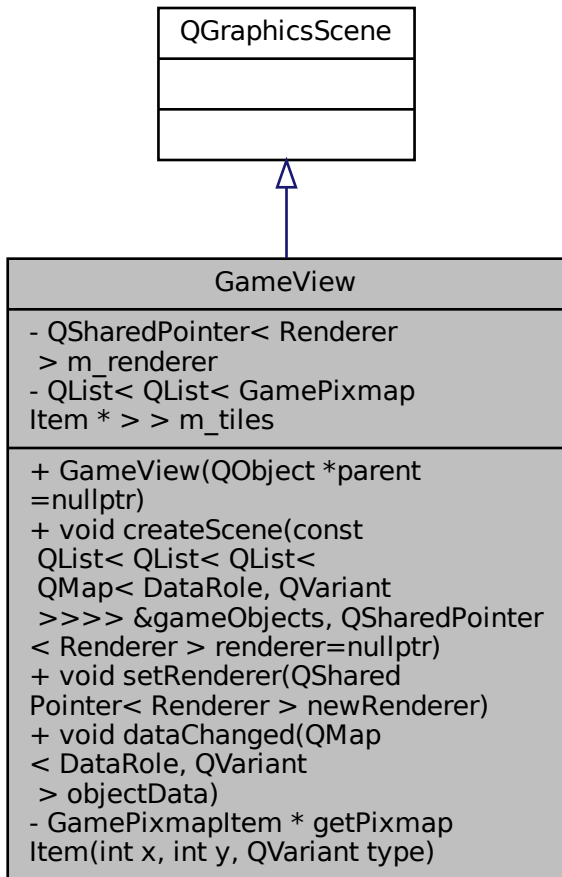 QGraphicsScene
GameView
- QSharedPointer< Renderer
> m_renderer
- QList< QList< GamePixmap
Item * > > m_tiles
+ GameView(QObject *parent
=nullptr)
+ void createScene(const
QList< QList< QList<
QMap< DataRole, QVariant
>>>> &gameObjects, QSharedPointer
< Renderer > renderer=nullptr)
+ void setRenderer(QShared
Pointer< Renderer > newRenderer)
+ void dataChanged(QMap
< DataRole, QVariant
> objectData)
- GamePixmapItem * getPixmap
Item(int x, int y, QVariant type)